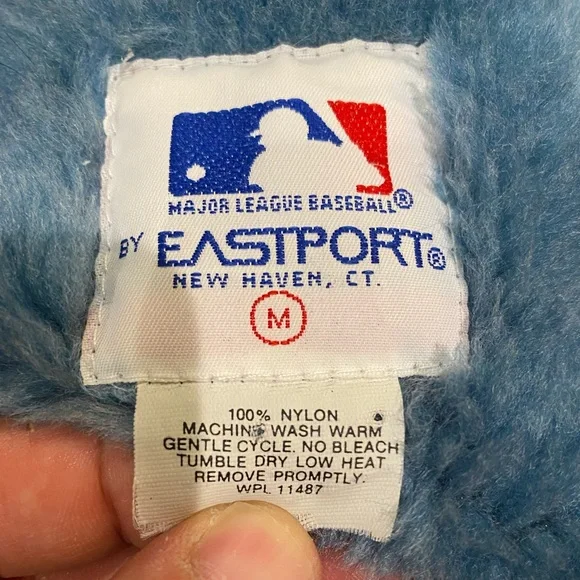 MAJOR LEAGUE BASEBALL®
BY EASTPORT®
NEW HAVEN, CT.
M
100% NYLON
MACHINE WASH WARM
GENTLE CYCLE. NO BLEACH
TUMBLE DRY LOW HEAT
REMOVE PROMPTLY.
WPL 11487